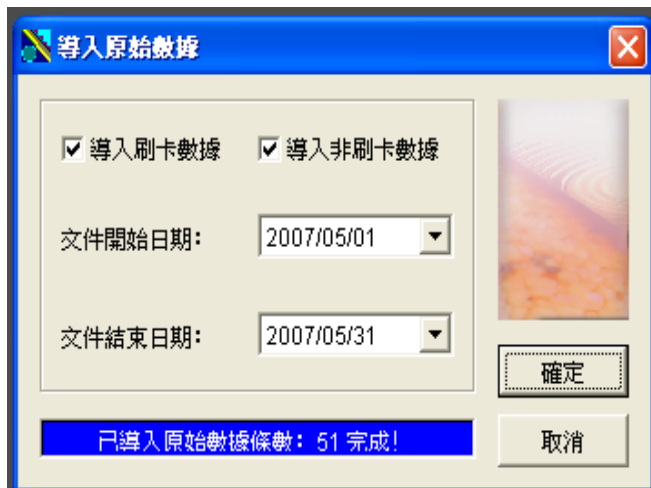 導入原始數據
導入刷卡數據 導入非刷卡數據
文件開始日期： 2007/05/01
文件結束日期： 2007/05/31
確定
已導入原始數據條數： 51 完成！
取消